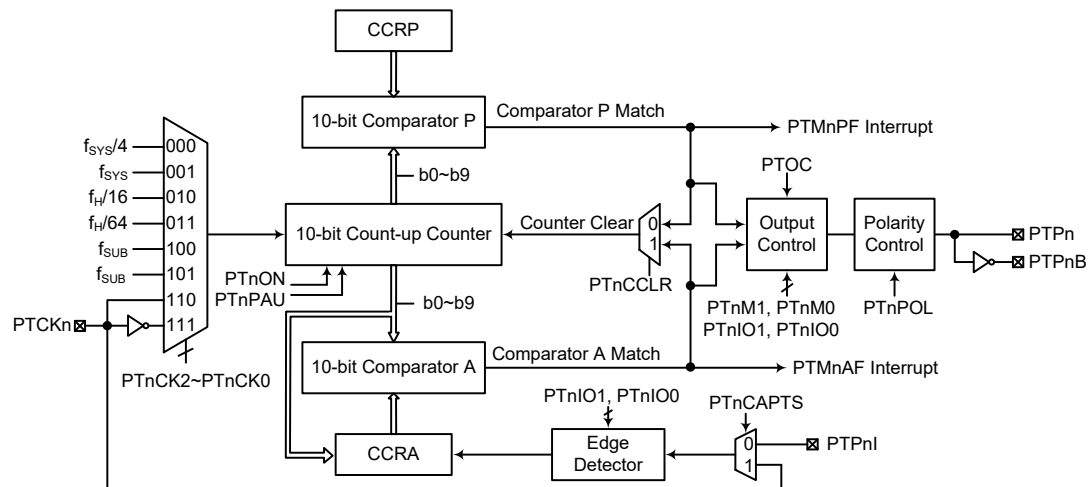 CCRP
10-bit Comparator P
Comparator P Match
PTMnPF Interrupt
fSYS/4
000
fSYS
001
fH/16
010
fH/64
011
fSUB
100
fSUB
101
110
111
PTCKn
PTnCK2~PTnCK0
b0~b9
10-bit Count-up Counter
Counter Clear
0
1
PTnCCLR
PTnON
PTnPAU
b0~b9
PTOC
Output
Control
PTnM1, PTnM0
PTnIO1, PTnIO0
Polarity
Control
PTnPOL
PTPn
PTPnB
10-bit Comparator A
Comparator A Match
PTMnAF Interrupt
CCRA
PTnIO1, PTnIO0
Edge
Detector
PTnCAPTS
0
1
PTPnI